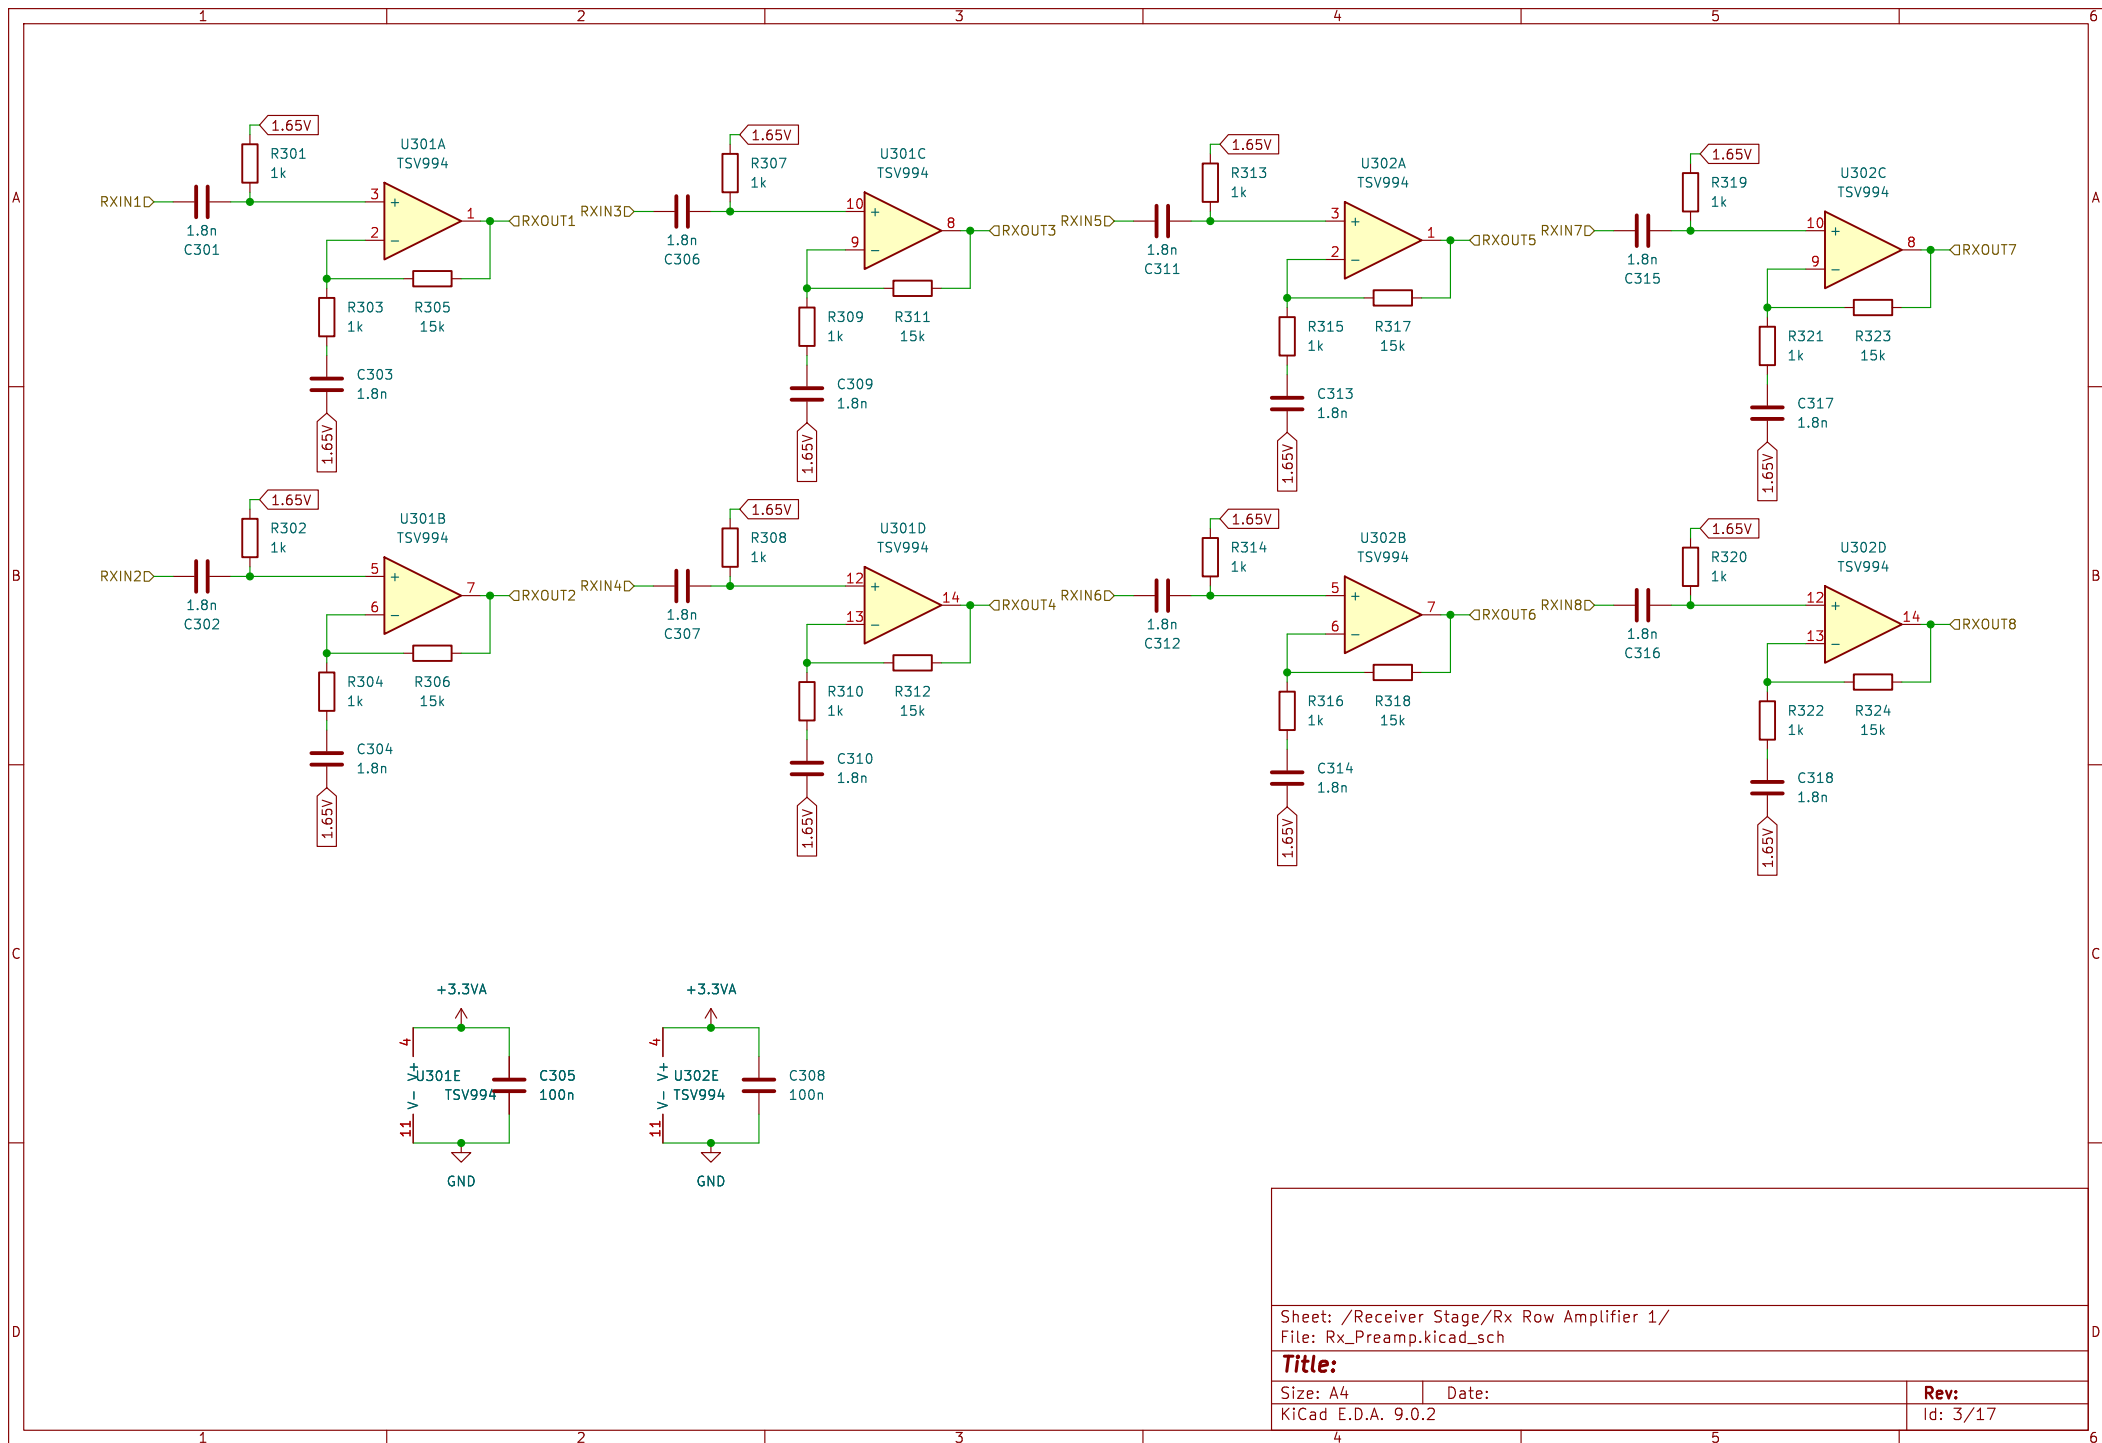 1 2 3 4 5 6
A
B
C
D
A
B
C
D
1 2 3 4 5 6
RXIN1
1.8n
C301
1.65V
R301
1k
U301A
TSV994
3
2
1
+
−
RXOUT1
R303
1k
R305
15k
C303
1.8n
1.65V
RXIN3
1.8n
C306
1.65V
R307
1k
U301C
TSV994
10
9
8
+
−
RXOUT3
R309
1k
R311
15k
C309
1.8n
1.65V
RXIN5
1.8n
C311
1.65V
R313
1k
U302A
TSV994
3
2
1
+
−
RXOUT5
R315
1k
R317
15k
C313
1.8n
1.65V
RXIN7
1.8n
C315
1.65V
R319
1k
U302C
TSV994
10
9
8
+
−
RXOUT7
R321
1k
R323
15k
C317
1.8n
1.65V
RXIN2
1.8n
C302
1.65V
R302
1k
U301B
TSV994
5
6
7
+
−
RXOUT2
R304
1k
R306
15k
C304
1.8n
1.65V
RXIN4
1.8n
C307
1.65V
R308
1k
U301D
TSV994
12
13
14
+
−
RXOUT4
R310
1k
R312
15k
C310
1.8n
1.65V
RXIN6
1.8n
C312
1.65V
R314
1k
U302B
TSV994
5
6
7
+
−
RXOUT6
R316
1k
R318
15k
C314
1.8n
1.65V
RXIN8
1.8n
C316
1.65V
R320
1k
U302D
TSV994
12
13
14
+
−
RXOUT8
R322
1k
R324
15k
C318
1.8n
1.65V
+3.3VA
4
V+
U301E
TSV994
V-
11
C305
100n
GND
+3.3VA
4
V+
U302E
TSV994
V-
11
C308
100n
GND
Sheet: /Receiver Stage/Rx Row Amplifier 1/
File: Rx_Preamp.kicad_sch
Title:
Size: A4 Date: Rev:
KiCad E.D.A. 9.0.2 Id: 3/17